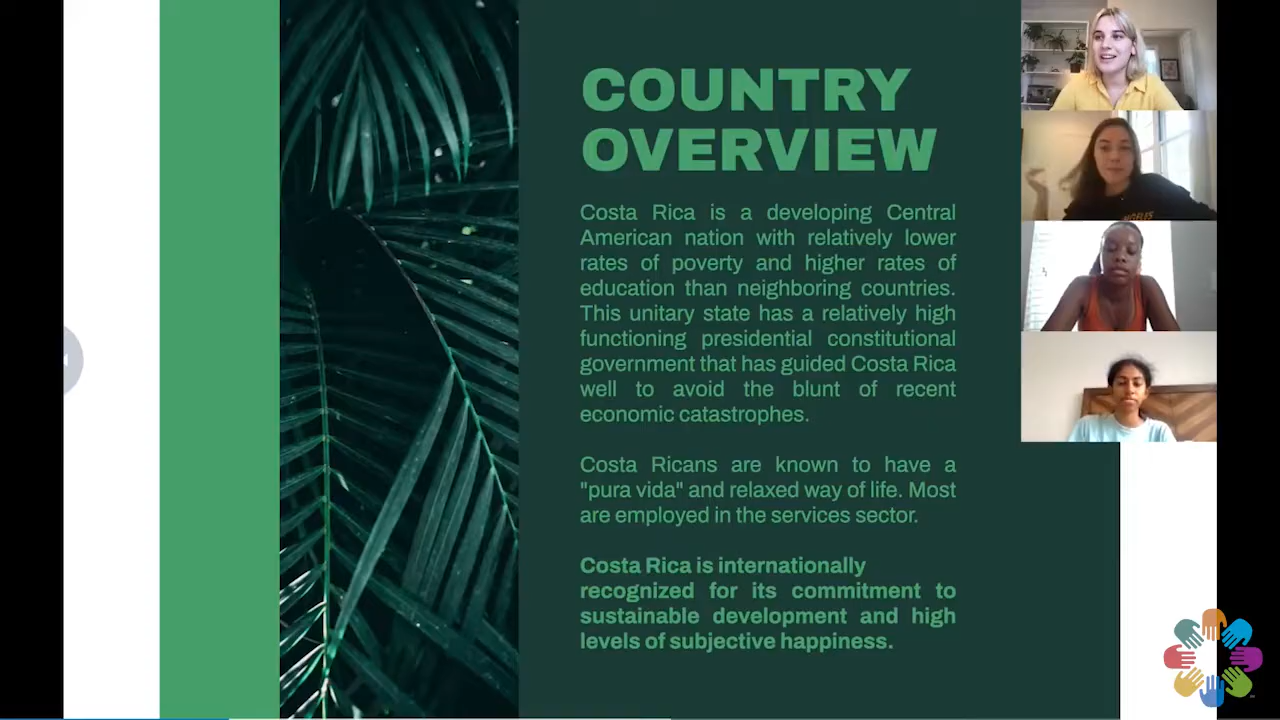 COUNTRY
OVERVIEW
Costa Rica is a developing Central
American nation with relatively lower
rates of poverty and higher rates of
education than neighboring countries.
This unitary state has a relatively high
functioning presidential constitutional
government that has guided Costa Rica
well to avoid the blunt of recent
economic catastrophes.
Costa Ricans are known to have a
"pura vida" and relaxed way of life. Most
are employed in the services sector.
Costa Rica is internationally
recognized for its commitment to
sustainable development and high
levels of subjective happiness.